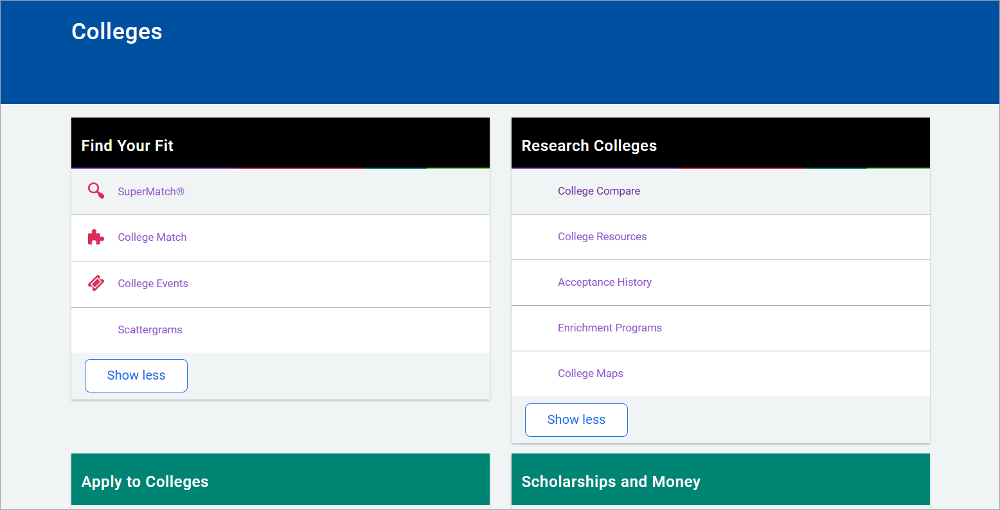 Colleges
Find Your Fit
SuperMatch®
College Match
College Events
Scattergrams
Show less
Research Colleges
College Compare
College Resources
Acceptance History
Enrichment Programs
College Maps
Show less
Apply to Colleges
Scholarships and Money